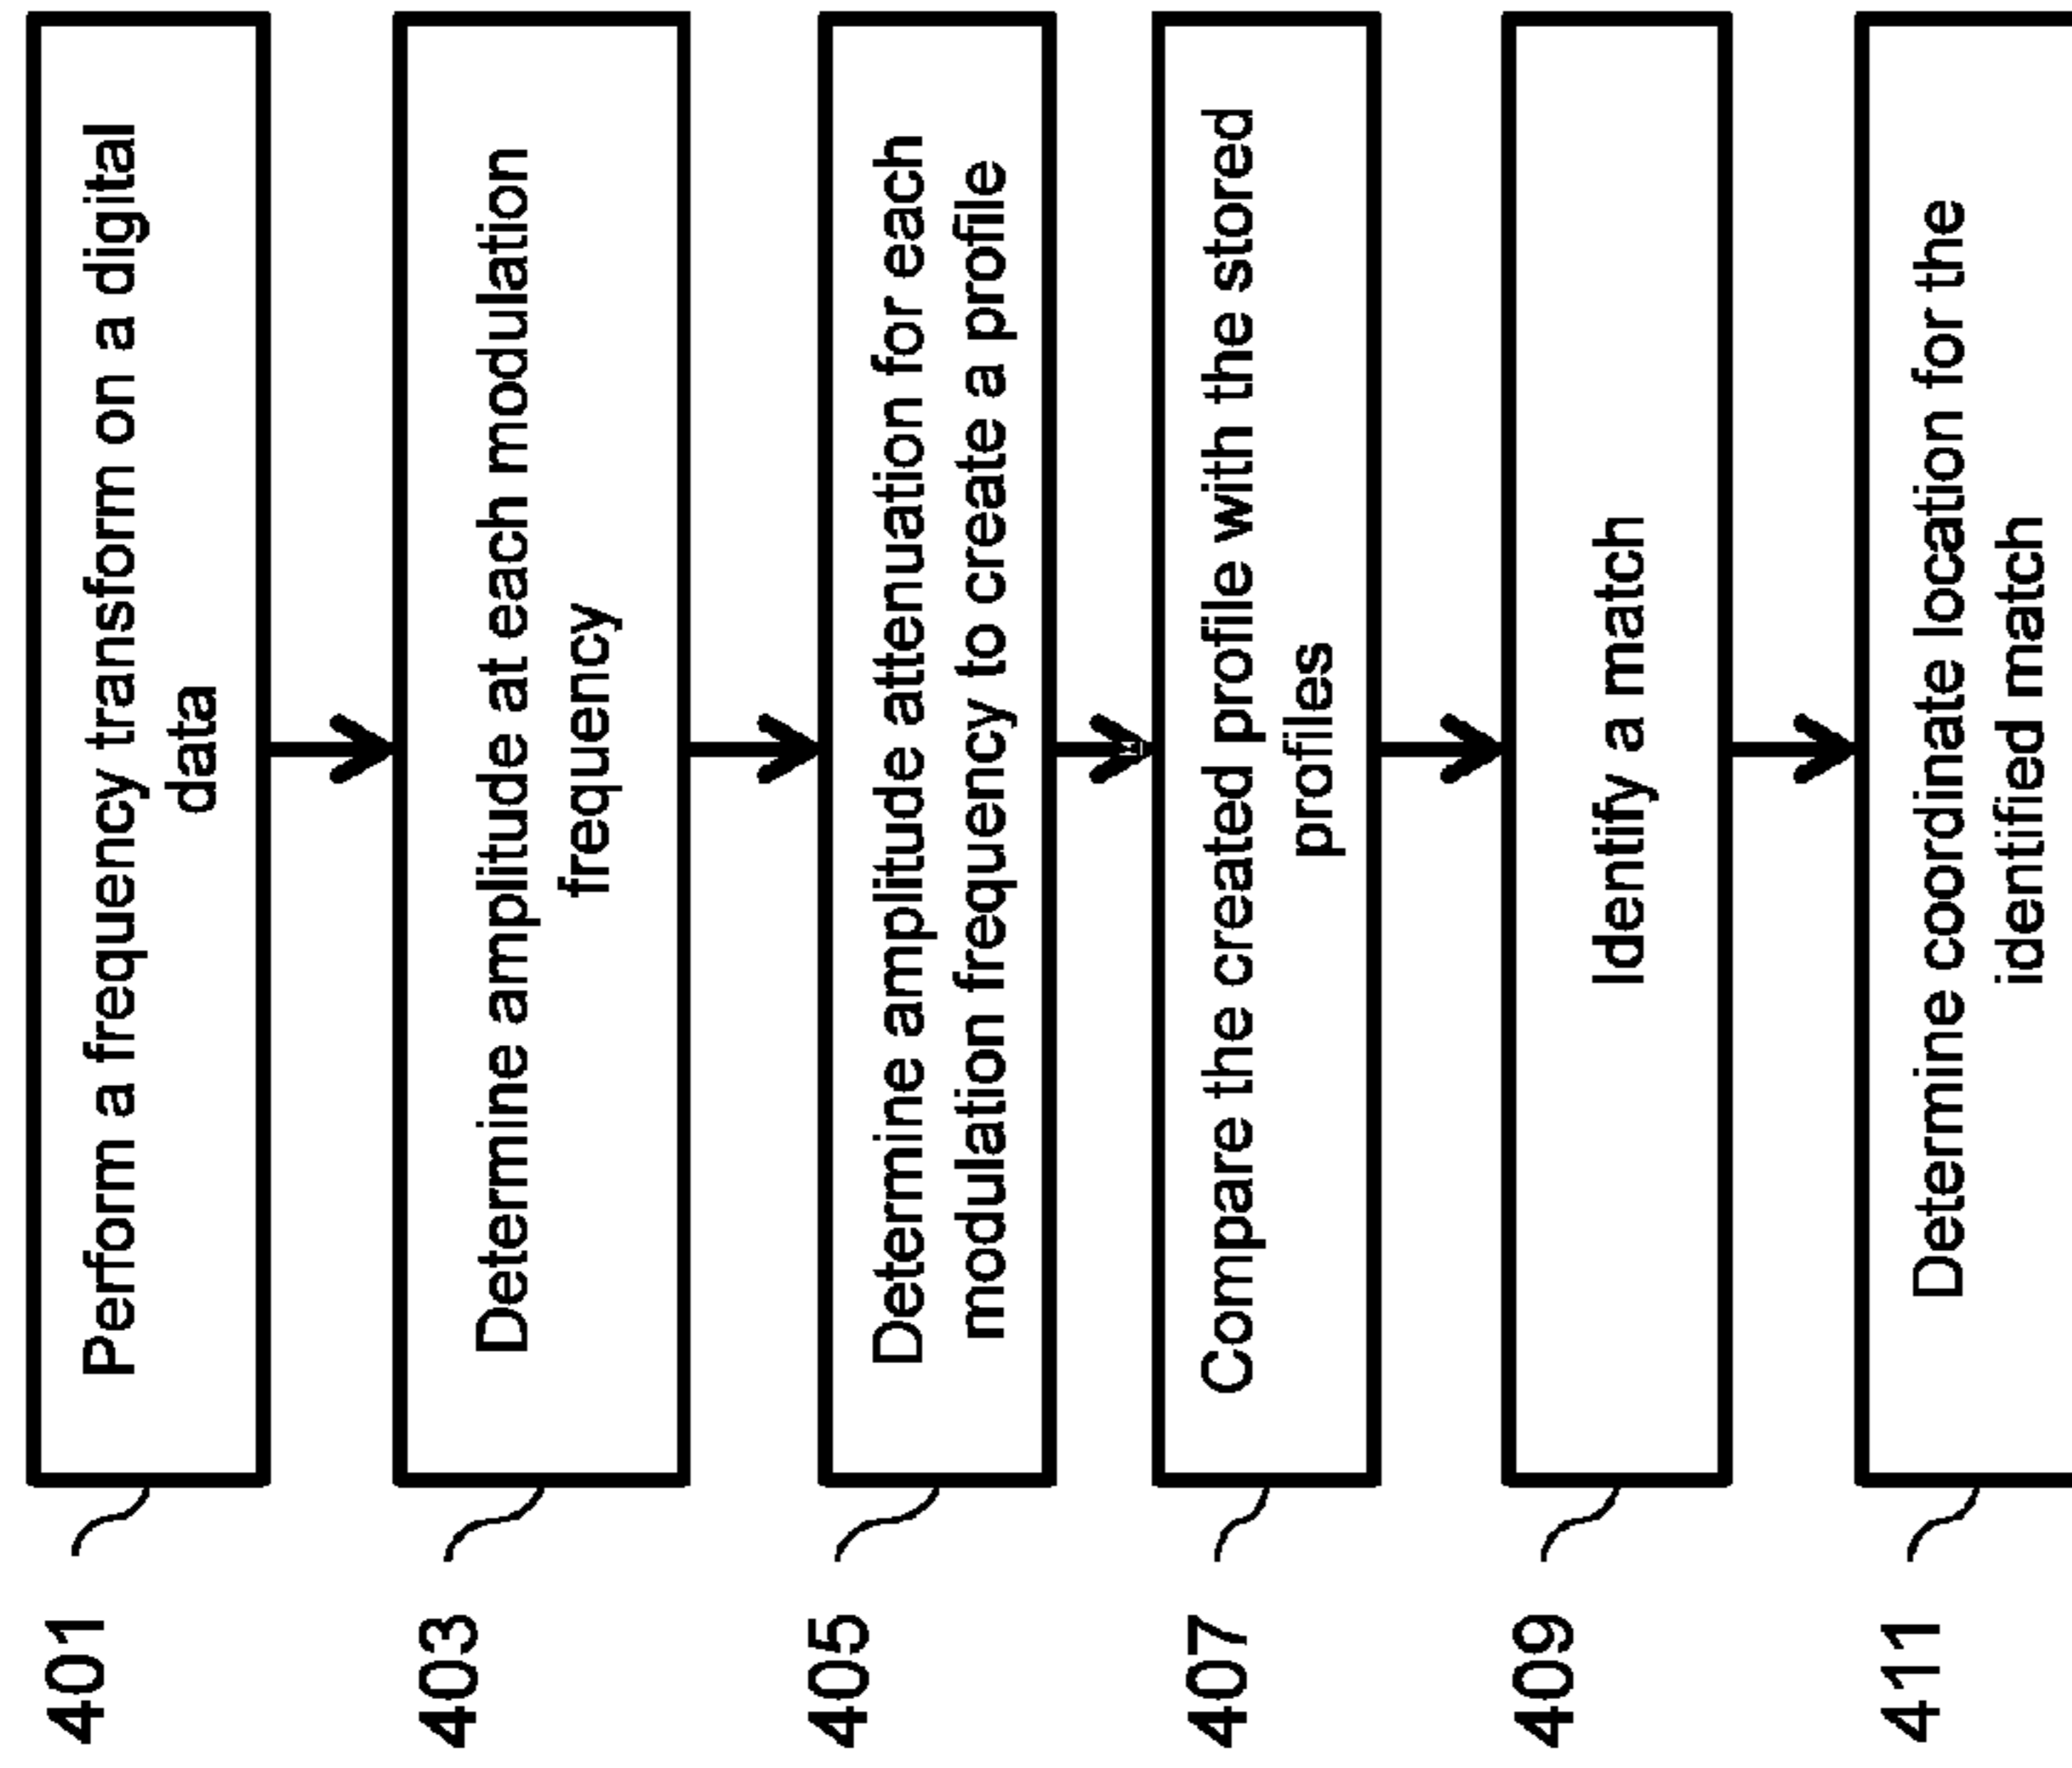 401
Perform a frequency transform on a digital
data
403
Determine amplitude at each modulation
frequency
405
Determine amplitude attenuation for each
modulation frequency to create a profile
407
Compare the created profile with the stored
profiles
409
Identify a match
411
Determine coordinate location for the
identified match